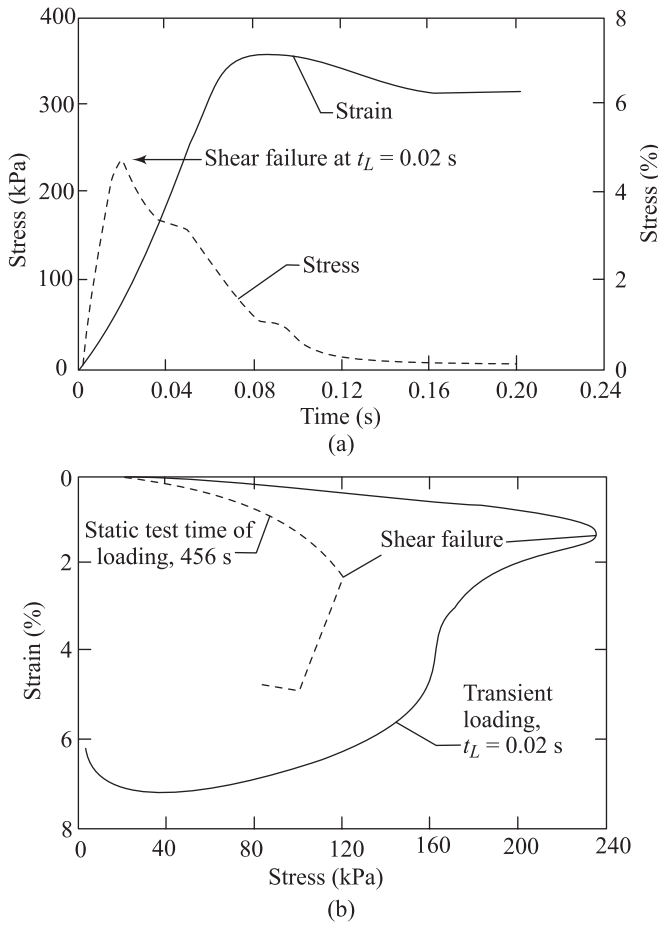 400
300
200
100
0
Stress (kPa)
8
6
4
2
0
Stress (%)
Strain
Shear failure at tL = 0.02 s
Stress
0
0.04
0.08
0.12
0.16
0.20
0.24
Time (s)
(a)
0
2
4
6
8
Strain (%)
Static test time of
loading, 456 s
Shear failure
Transient
loading,
tL = 0.02 s
0
40
80
120
160
200
240
Stress (kPa)
(b)